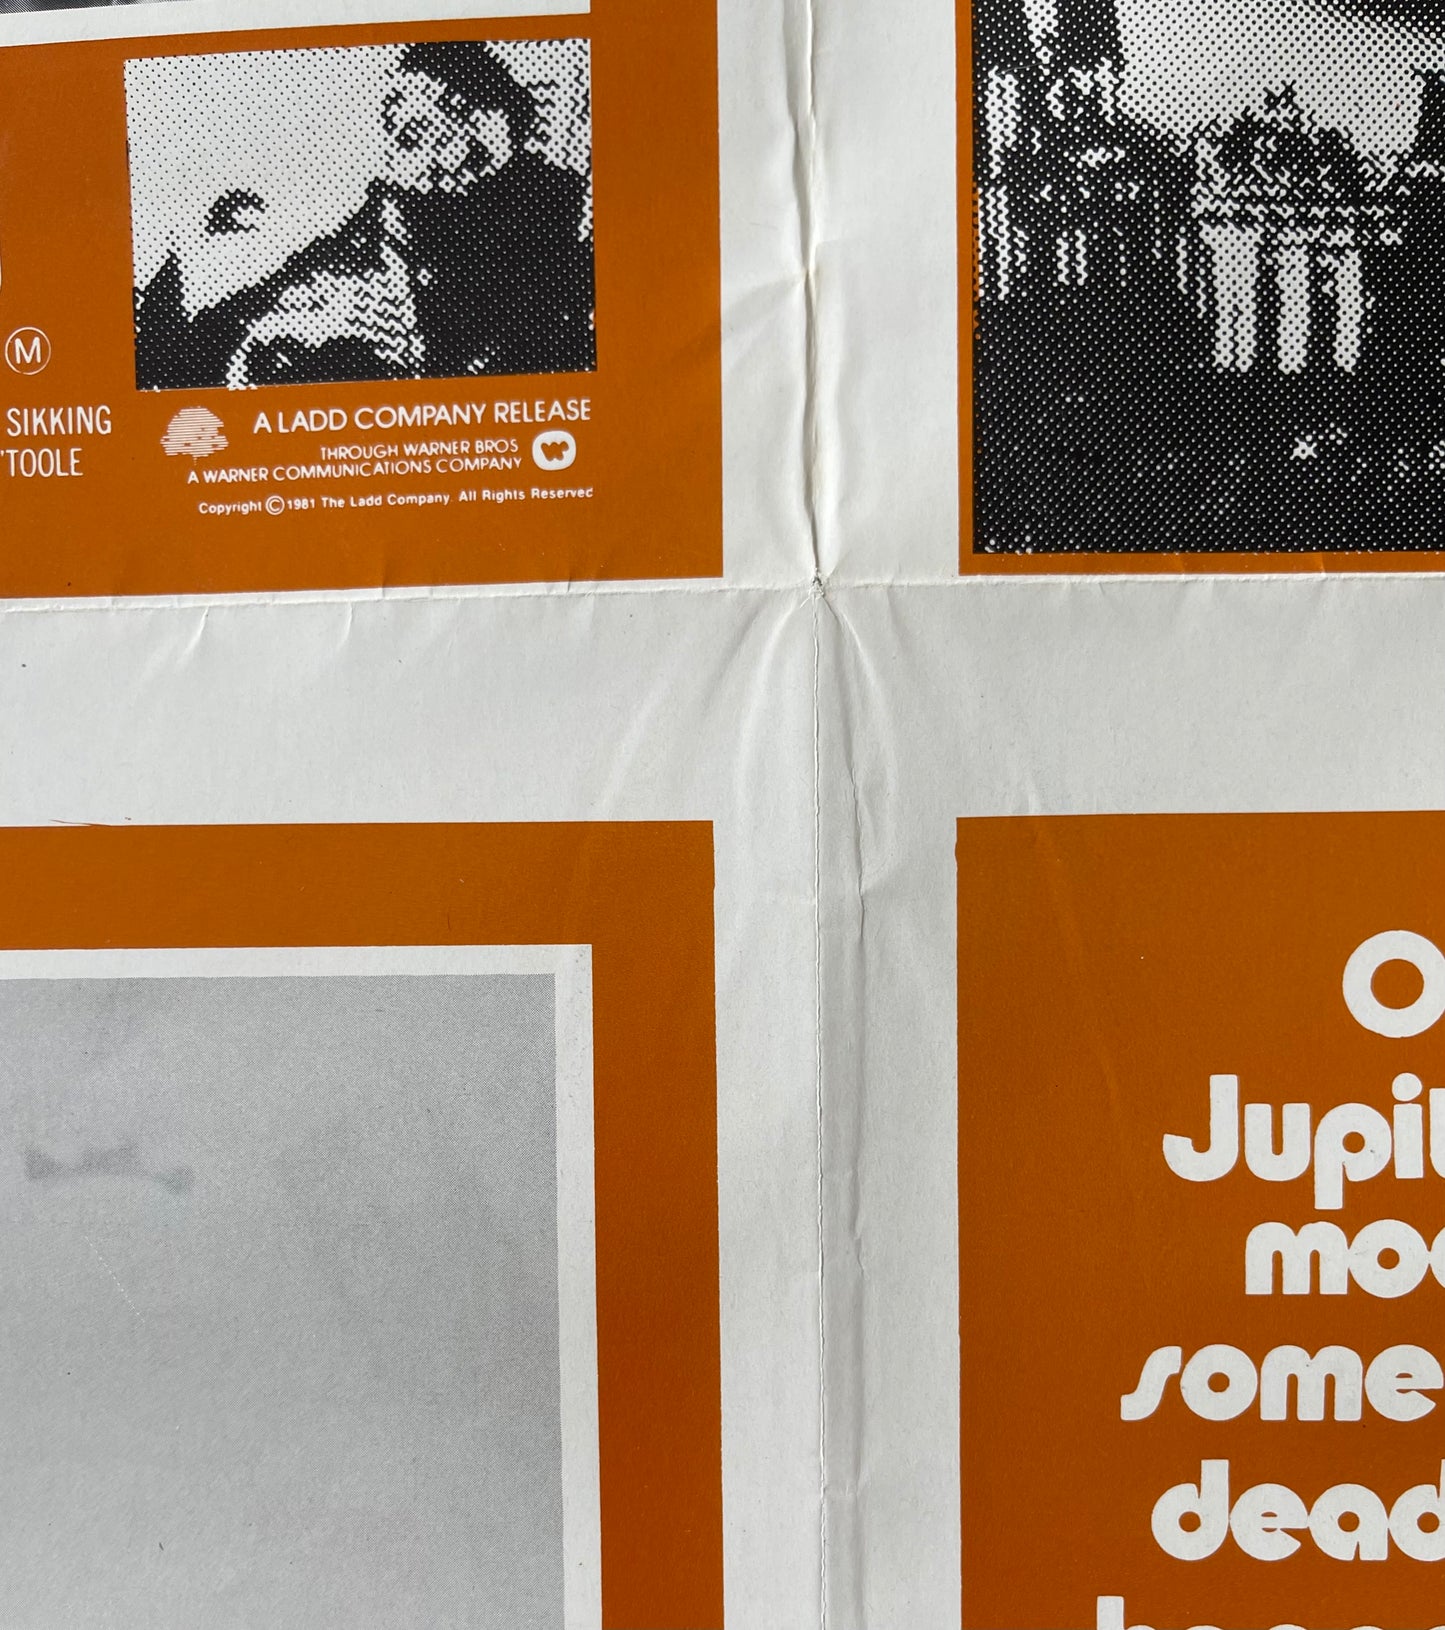 M
SIKKING
'TOOLE
A LADD COMPANY RELEASE
THROUGH WARNER BROS
A WARNER COMMUNICATIONS COMPANY
Copyright © 1981 The Ladd Company. All Rights Reserved
O
Jupit
moo
some
dead